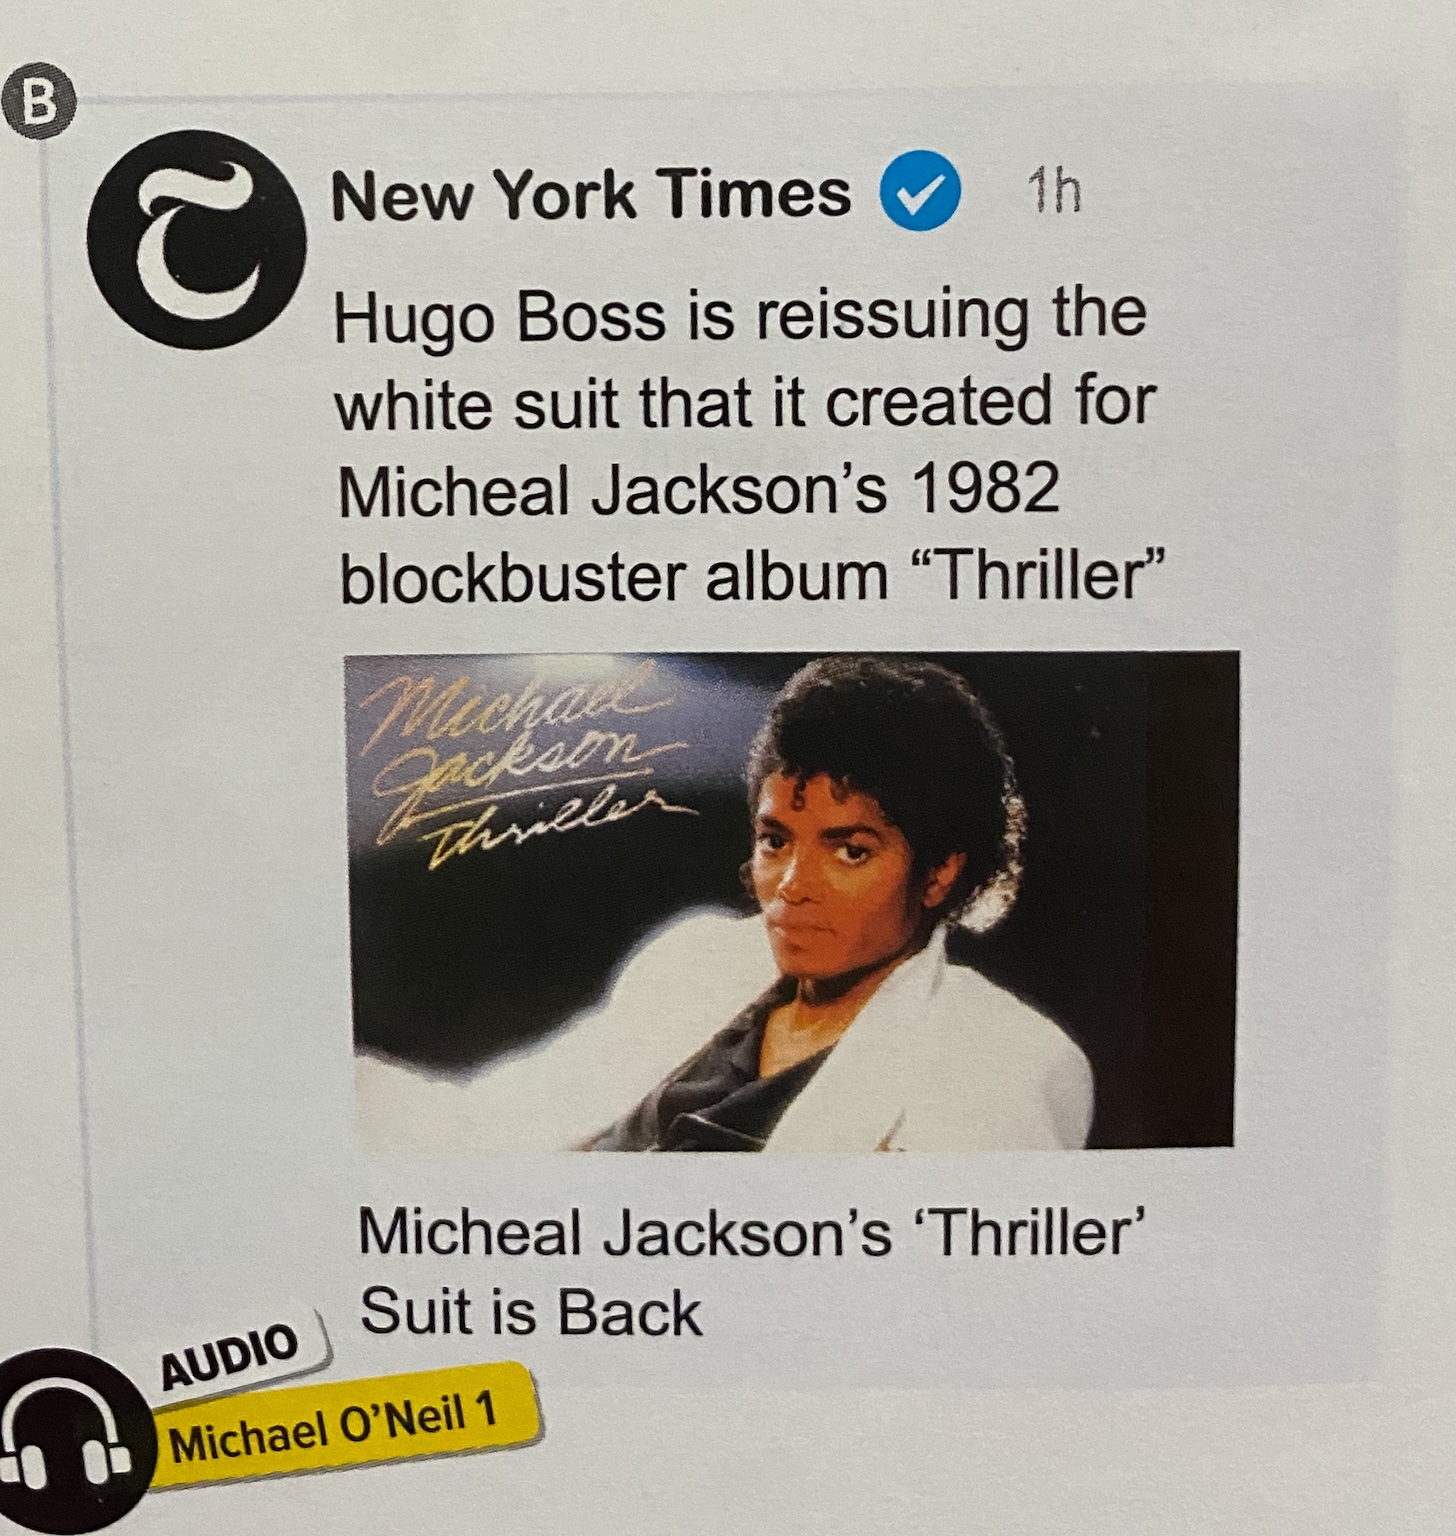 B
New York Times 1h
Hugo Boss is reissuing the
white suit that it created for
Micheal Jackson’s 1982
blockbuster album “Thriller”
Michael
Jackson
Thriller
Micheal Jackson’s ‘Thriller’
Suit is Back
AUDIO
Michael O’Neil 1